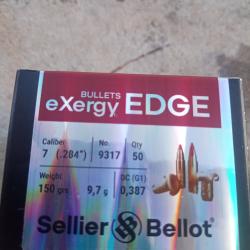 BULLETS
eXergy EDGE
Caliber No. Qty
7 (.284") 9317 50
Weight BC (G1)
150 grs 9,7 g 0,387
Sellier & Bellot